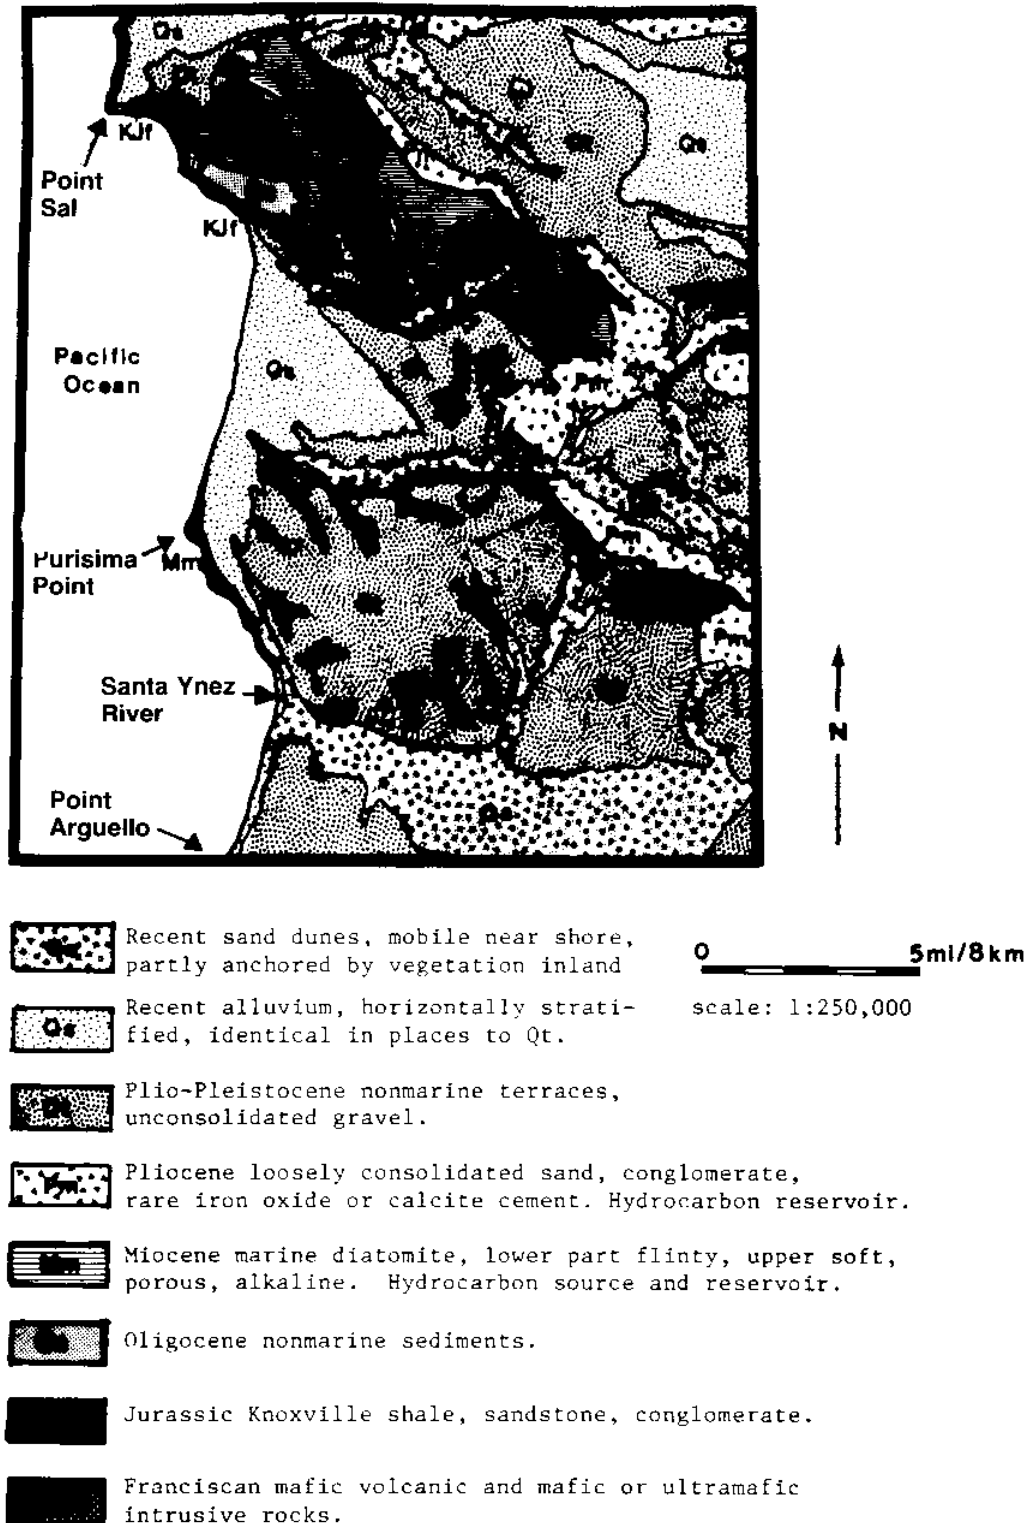 Qs
KJf
Point
Sal
Qs
KJf
Pacific
Ocean
Qs
Purisima
Point
Mm
Santa Ynez
River
Point
Arguello
N
Recent sand dunes, mobile near shore,
partly anchored by vegetation inland
0 5mi/8km
Qs
Recent alluvium, horizontally strati-
fied, identical in places to Qt.
scale: 1:250,000
Plio-Pleistocene nonmarine terraces,
unconsolidated gravel.
Pliocene loosely consolidated sand, conglomerate,
rare iron oxide or calcite cement. Hydrocarbon reservoir.
Mm
Miocene marine diatomite, lower part flinty, upper soft,
porous, alkaline. Hydrocarbon source and reservoir.
Oligocene nonmarine sediments.
Jurassic Knoxville shale, sandstone, conglomerate.
Franciscan mafic volcanic and mafic or ultramafic
intrusive rocks.